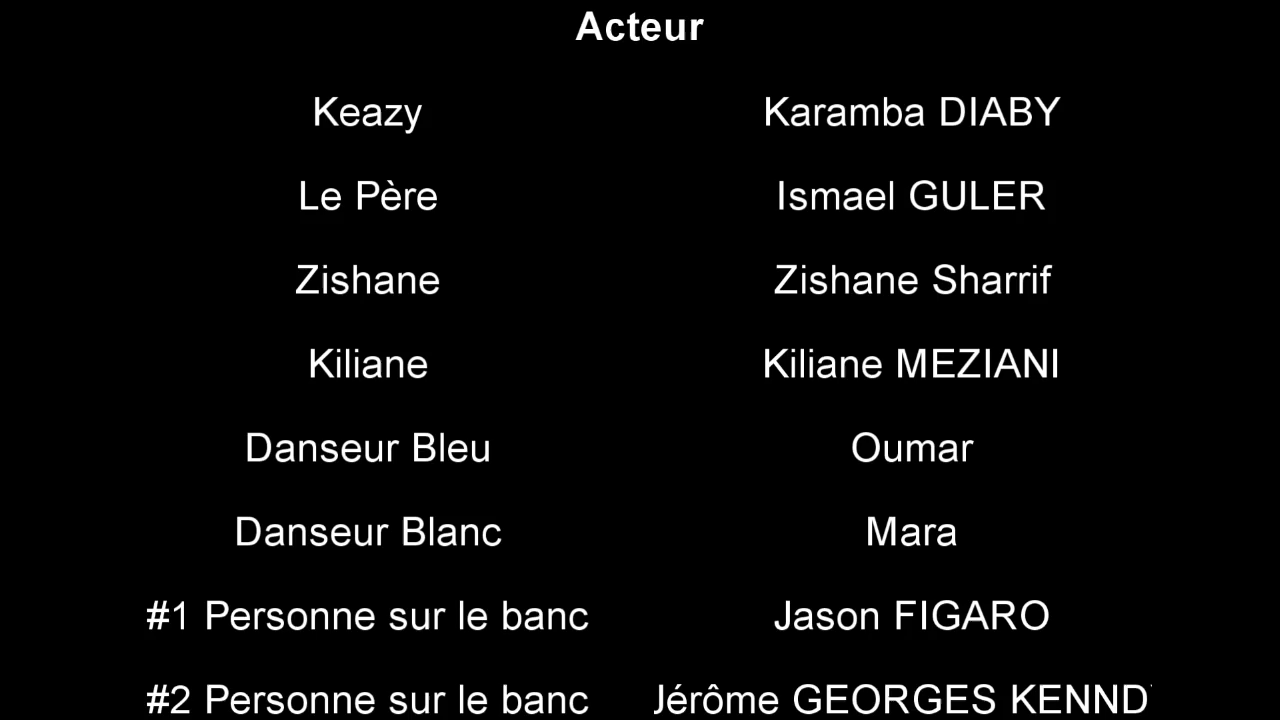 Acteur
Keazy Karamba DIABY
Le Père Ismael GULER
Zishane Zishane Sharrif
Kiliane Kiliane MEZIANI
Danseur Bleu Oumar
Danseur Blanc Mara
#1 Personne sur le banc Jason FIGARO
#2 Personne sur le banc Jérôme GEORGES